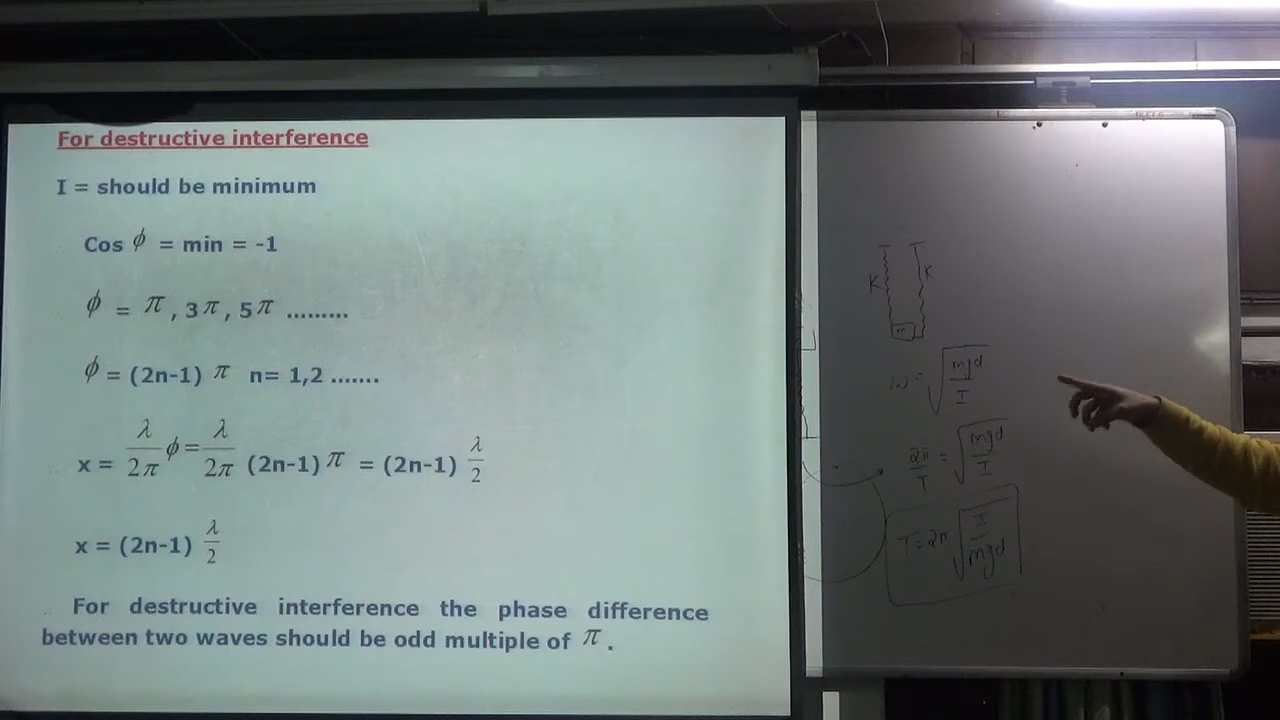 For destructive interference
I = should be minimum
Cos ϕ = min = -1
ϕ = π , 3π , 5π .........
ϕ = (2n-1) π n= 1,2 .......
x = λ/2π ϕ = λ/2π (2n-1) π = (2n-1) λ/2
x = (2n-1) λ/2
For destructive interference the phase difference
between two waves should be odd multiple of π .
K K
ω = √(mgd/I)
2π/T = √(mgd/I)
T = 2π √(I/mgd)